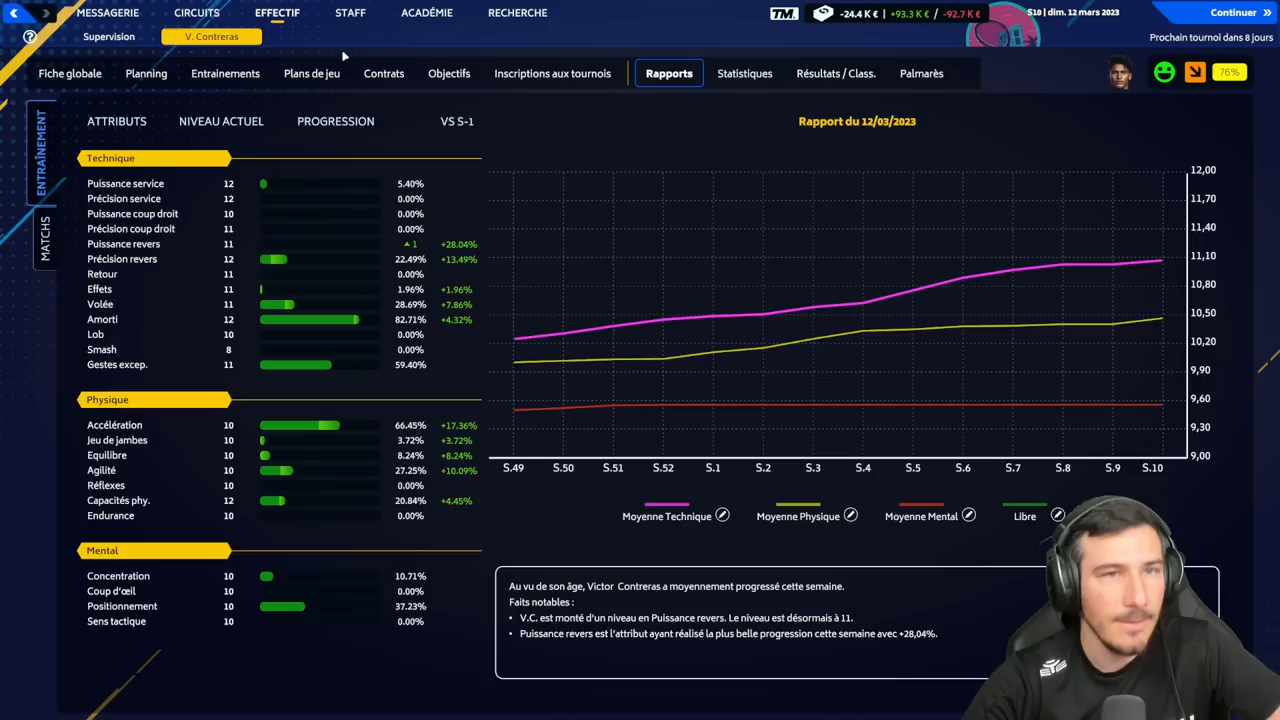 MESSAGERIE CIRCUITS EFFECTIF STAFF ACADÉMIE RECHERCHE TM. -24.4 K € +93.3 K € / -92.7 K € S10 | dim. 12 mars 2023 Continuer
Supervision V. Contreras Prochain tournoi dans 8 jours
Fiche globale Planning Entrainements Plans de jeu Contrats Objectifs Inscriptions aux tournois Rapports Statistiques Résultats / Class. Palmarès 76%
ENTRAÎNEMENT
MATCHS
ATTRIBUTS NIVEAU ACTUEL PROGRESSION VS S-1
Technique
Puissance service 12 5.40%
Précision service 12 0.00%
Puissance coup droit 10 0.00%
Précision coup droit 11 0.00%
Puissance revers 11 1 +28.04%
Précision revers 12 22.49% +13.49%
Retour 11 0.00%
Effets 11 1.96% +1.96%
Volée 11 28.69% +7.86%
Amorti 12 82.71% +4.32%
Lob 10 0.00%
Smash 8 0.00%
Gestes excep. 11 59.40%
Physique
Accélération 10 66.45% +17.36%
Jeu de jambes 10 3.72% +3.72%
Equilibre 10 8.24% +8.24%
Agilité 10 27.25% +10.09%
Réflexes 10 0.00%
Capacités phy. 12 20.84% +4.45%
Endurance 10 0.00%
Mental
Concentration 10 10.71%
Coup d'œil 10 0.00%
Positionnement 10 37.23%
Sens tactique 10 0.00%
Rapport du 12/03/2023
12,00
11,70
11,40
11,10
10,80
10,50
10,20
9,90
9,60
9,30
9,00
S.49 S.50 S.51 S.52 S.1 S.2 S.3 S.4 S.5 S.6 S.7 S.8 S.9 S.10
Moyenne Technique Moyenne Physique Moyenne Mental Libre
Au vu de son âge, Victor Contreras a moyennement progressé cette semaine.
Faits notables :
• V.C. est monté d'un niveau en Puissance revers. Le niveau est désormais à 11.
• Puissance revers est l'attribut ayant réalisé la plus belle progression cette semaine avec +28,04%.